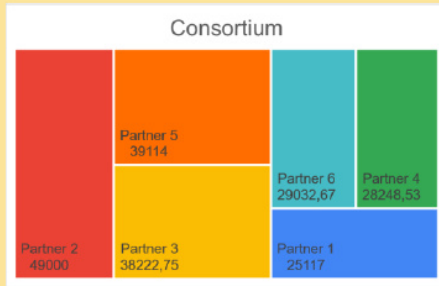 Consortium
Partner 5
39114
Partner 6
29032,67
Partner 4
28248,53
Partner 2
49000
Partner 3
38222,75
Partner 1
25117